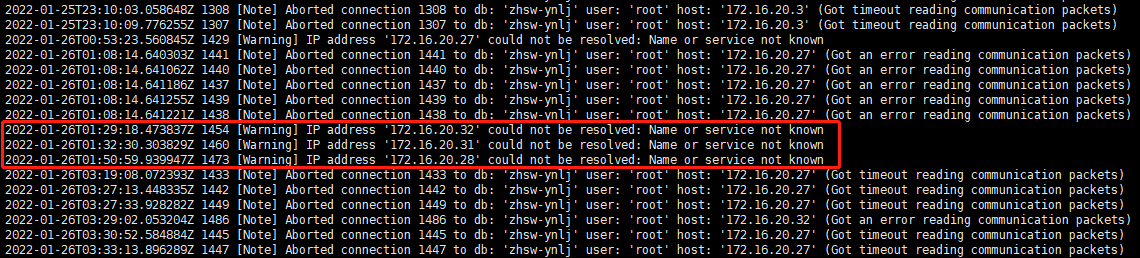 2022-01-25T23:10:03.058648Z 1308 [Note] Aborted connection 1308 to db: 'zhsw-ynlj' user: 'root' host: '172.16.20.3' (Got timeout reading communication packets)
2022-01-25T23:10:09.776255Z 1307 [Note] Aborted connection 1307 to db: 'zhsw-ynlj' user: 'root' host: '172.16.20.3' (Got timeout reading communication packets)
2022-01-26T00:53:23.560845Z 1429 [Warning] IP address '172.16.20.27' could not be resolved: Name or service not known
2022-01-26T01:08:14.640303Z 1441 [Note] Aborted connection 1441 to db: 'zhsw-ynlj' user: 'root' host: '172.16.20.27' (Got an error reading communication packets)
2022-01-26T01:08:14.641062Z 1440 [Note] Aborted connection 1440 to db: 'zhsw-ynlj' user: 'root' host: '172.16.20.27' (Got an error reading communication packets)
2022-01-26T01:08:14.641186Z 1437 [Note] Aborted connection 1437 to db: 'zhsw-ynlj' user: 'root' host: '172.16.20.27' (Got an error reading communication packets)
2022-01-26T01:08:14.641255Z 1439 [Note] Aborted connection 1439 to db: 'zhsw-ynlj' user: 'root' host: '172.16.20.27' (Got an error reading communication packets)
2022-01-26T01:08:14.641221Z 1438 [Note] Aborted connection 1438 to db: 'zhsw-ynlj' user: 'root' host: '172.16.20.27' (Got an error reading communication packets)
2022-01-26T01:29:18.473837Z 1454 [Warning] IP address '172.16.20.32' could not be resolved: Name or service not known
2022-01-26T01:32:30.303829Z 1460 [Warning] IP address '172.16.20.31' could not be resolved: Name or service not known
2022-01-26T01:50:59.939947Z 1473 [Warning] IP address '172.16.20.28' could not be resolved: Name or service not known
2022-01-26T03:19:08.072393Z 1433 [Note] Aborted connection 1433 to db: 'zhsw-ynlj' user: 'root' host: '172.16.20.27' (Got timeout reading communication packets)
2022-01-26T03:27:13.448335Z 1442 [Note] Aborted connection 1442 to db: 'zhsw-ynlj' user: 'root' host: '172.16.20.27' (Got timeout reading communication packets)
2022-01-26T03:27:33.928282Z 1449 [Note] Aborted connection 1449 to db: 'zhsw-ynlj' user: 'root' host: '172.16.20.27' (Got timeout reading communication packets)
2022-01-26T03:29:02.053204Z 1486 [Note] Aborted connection 1486 to db: 'zhsw-ynlj' user: 'root' host: '172.16.20.32' (Got an error reading communication packets)
2022-01-26T03:30:52.584884Z 1445 [Note] Aborted connection 1445 to db: 'zhsw-ynlj' user: 'root' host: '172.16.20.27' (Got timeout reading communication packets)
2022-01-26T03:33:13.896289Z 1447 [Note] Aborted connection 1447 to db: 'zhsw-ynlj' user: 'root' host: '172.16.20.27' (Got timeout reading communication packets)